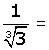 1/∛3 =